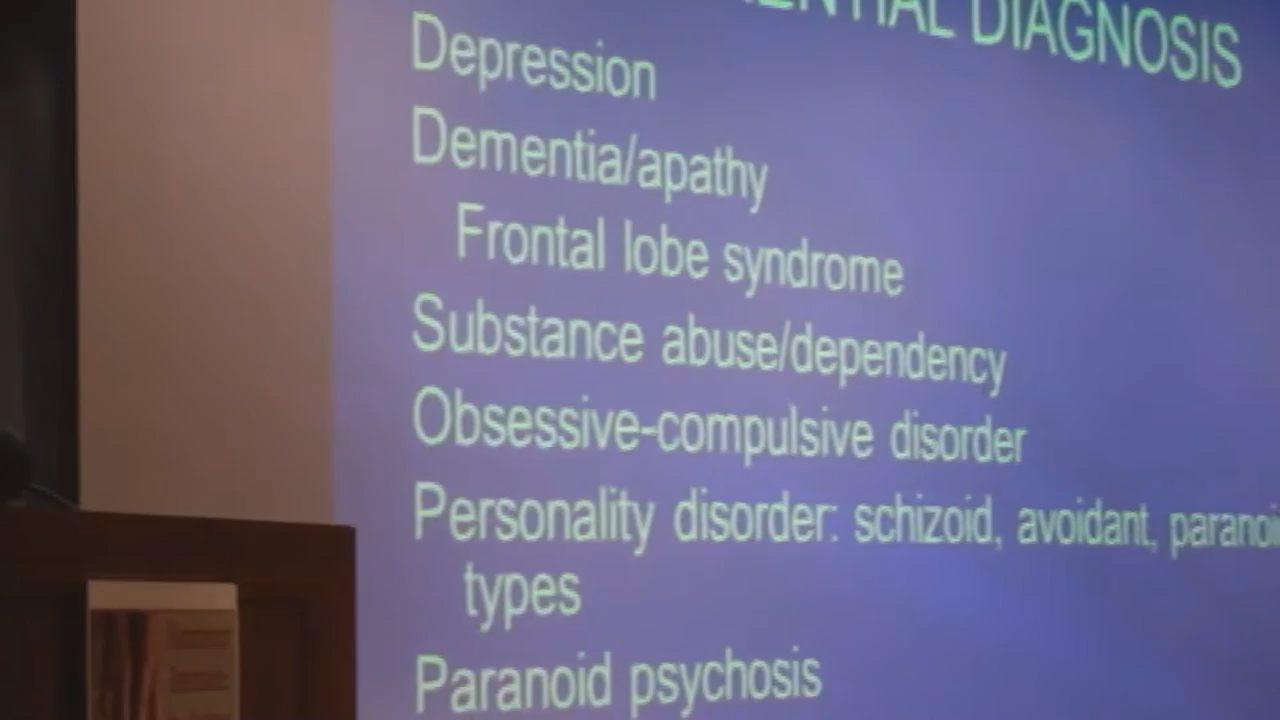 DIAGNOSIS
Depression
Dementia/apathy
Frontal lobe syndrome
Substance abuse/dependency
Obsessive-compulsive disorder
Personality disorder: schizoid, avoidant,
types
Paranoid psychosis